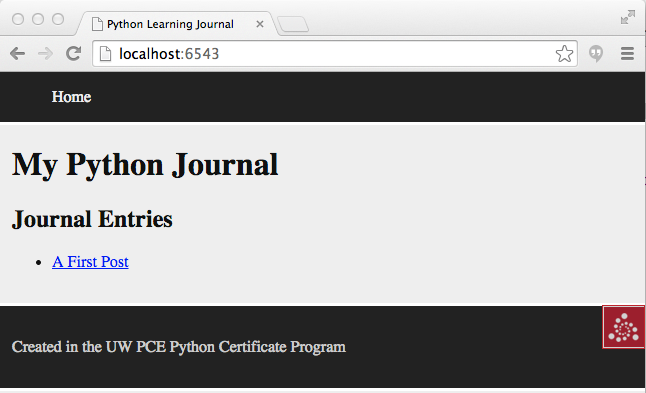 Python Learning Journal
localhost:6543
Home
My Python Journal
Journal Entries
A First Post
Created in the UW PCE Python Certificate Program